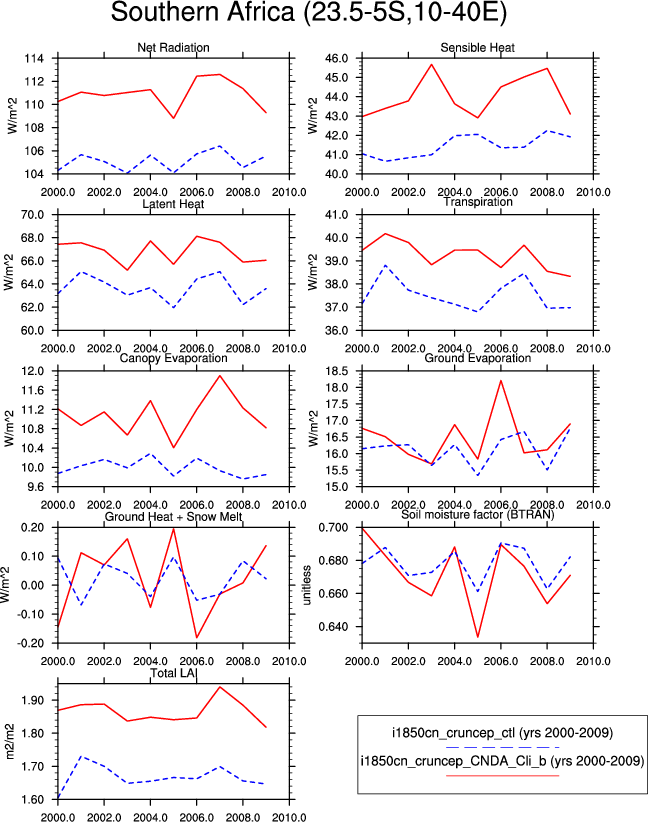 Southern Africa (23.5-5S,10-40E)
Net Radiation
W/m^2
114
112
110
108
106
104
2000.0 2002.0 2004.0 2006.0 2008.0 2010.0
Sensible Heat
W/m^2
46.0
45.0
44.0
43.0
42.0
41.0
40.0
2000.0 2002.0 2004.0 2006.0 2008.0 2010.0
Latent Heat
W/m^2
70.0
68.0
66.0
64.0
62.0
60.0
2000.0 2002.0 2004.0 2006.0 2008.0 2010.0
Transpiration
W/m^2
41.0
40.0
39.0
38.0
37.0
36.0
2000.0 2002.0 2004.0 2006.0 2008.0 2010.0
Canopy Evaporation
W/m^2
12.0
11.2
10.8
10.4
10.0
9.6
2000.0 2002.0 2004.0 2006.0 2008.0 2010.0
Ground Evaporation
W/m^2
18.5
18.0
17.5
16.5
16.0
15.5
15.0
2000.0 2002.0 2004.0 2006.0 2008.0 2010.0
Ground Heat + Snow Melt
W/m^2
0.20
0.10
0.00
-0.10
-0.20
2000.0 2002.0 2004.0 2006.0 2008.0 2010.0
Soil moisture factor (BTRAN)
unitless
0.700
0.680
0.660
0.640
2000.0 2002.0 2004.0 2006.0 2008.0 2010.0
Total LAI
m2/m2
1.90
1.80
1.70
1.60
2000.0 2002.0 2004.0 2006.0 2008.0 2010.0
i1850cn_cruncep_ctl (yrs 2000-2009)
i1850cn_cruncep_CNDA_Cli_b (yrs 2000-2009)